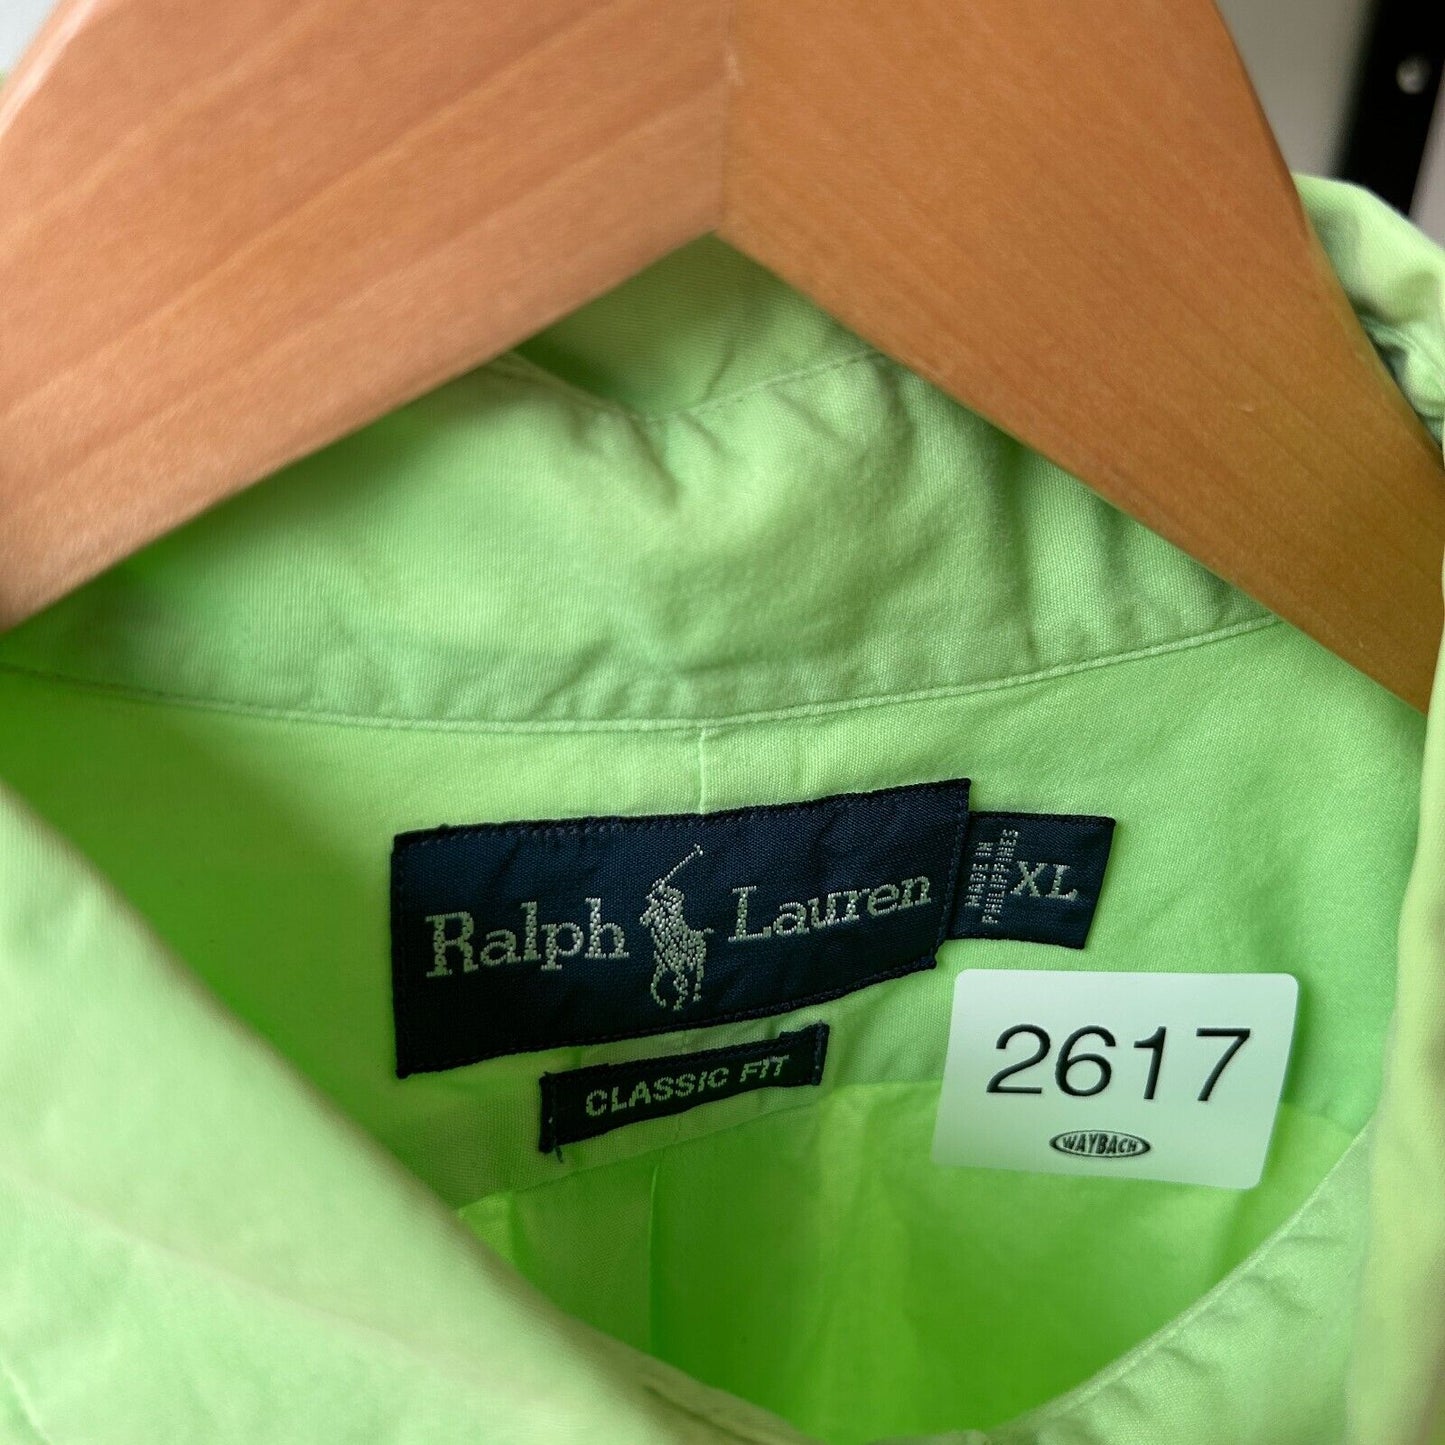 Ralph Lauren
MADE IN
PHILIPPINES
XL
CLASSIC FIT
2617
WAYBACH